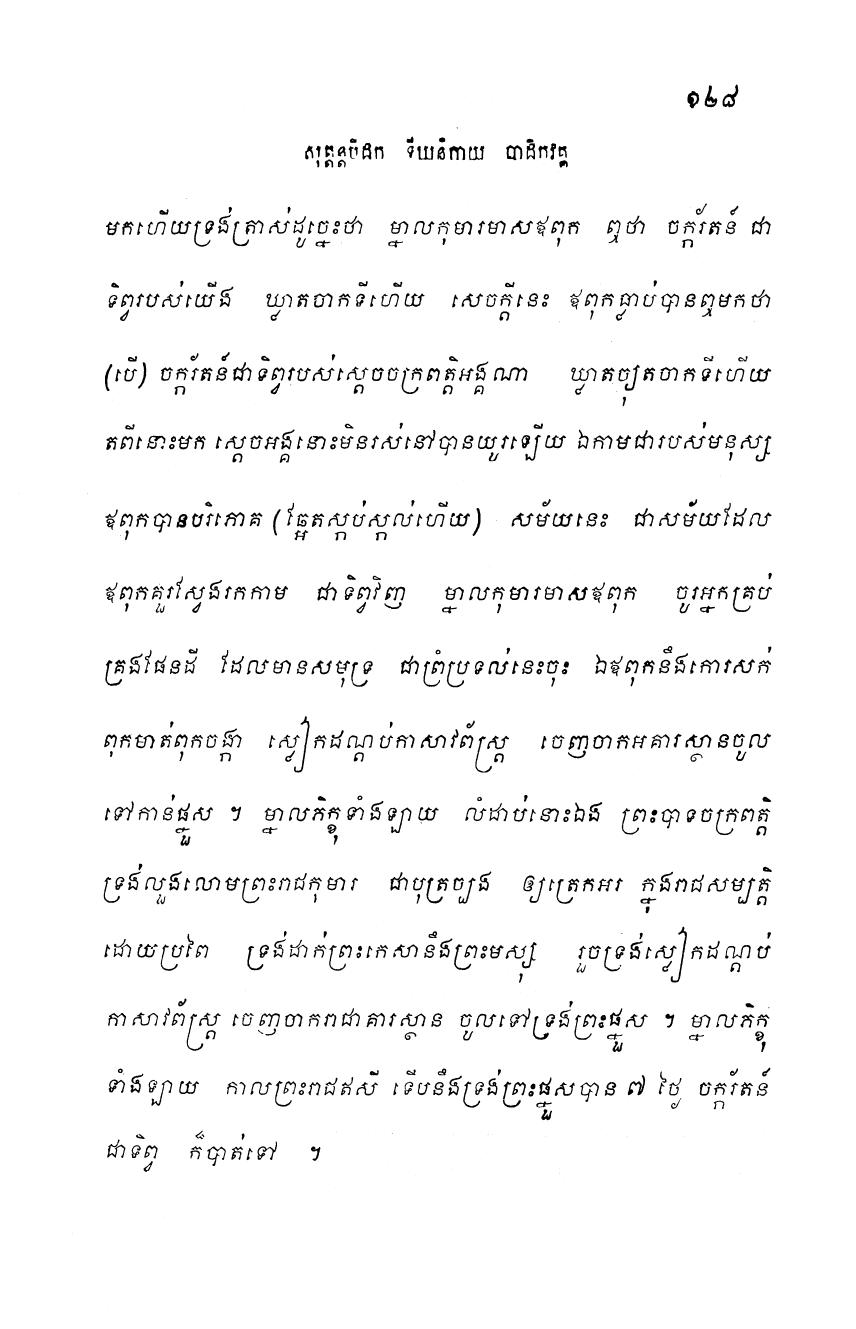 ១២៨
សុត្តន្តបិដក ទីឃនិកាយ បាដិកវគ្គ
មកហើយទ្រង់ត្រាស់ដូច្នេះថា ម្នាលកុមារមាសឪពុក ឮថា ចក្ករ័តន៍ ជា
ទិព្វរបស់យើង ឃ្លាតចាកទីហើយ សេចក្តីនេះ ឪពុកធ្លាប់បានឮមកថា
(បើ) ចក្ករ័តន៍ជាទិព្វរបស់ស្តេចចក្រពត្តិអង្គណា ឃ្លាតច្យុតចាកទីហើយ
តពីនោះមក ស្តេចអង្គនោះមិនរស់នៅបានយូរឡើយ ឯកាមជារបស់មនុស្ស
ឪពុកបានបរិភោគ (ឆ្អែតស្កប់ស្កល់ហើយ) សម័យនេះ ជាសម័យដែល
ឪពុកគួរស្វែងរកកាម ជាទិព្វវិញ ម្នាលកុមារមាសឪពុក ចូរអ្នកគ្រប់
គ្រងផែនដី ដែលមានសមុទ្រ ជាព្រំប្រទល់នេះចុះ ឯឪពុកនឹងកោរសក់
ពុកមាត់ពុកចង្កា ស្លៀកដណ្តប់កាសាវព័ស្ត្រ ចេញចាកអគារស្ថានចូល
ទៅកាន់ផ្នួស ។ ម្នាលភិក្ខុទាំងឡាយ លំដាប់នោះឯង ព្រះបាទចក្រពត្តិ
ទ្រង់លួងលោមព្រះរាជកុមារ ជាបុត្រច្បង ឲ្យត្រេកអរ ក្នុងរាជសម្បត្តិ
ដោយប្រពៃ ទ្រង់ដាក់ព្រះកេសានឹងព្រះមស្សុ រួចទ្រង់ស្លៀកដណ្តប់
កាសាវព័ស្ត្រ ចេញចាករាជាគារស្ថាន ចូលទៅទ្រង់ព្រះផ្នួស ។ ម្នាលភិក្ខុ
ទាំងឡាយ កាលព្រះរាជឥសី ទើបនឹងទ្រង់ព្រះផ្នួសបាន ៧ ថ្ងៃ ចក្ករ័តន៍
ជាទិព្វ ក៏បាត់ទៅ ។